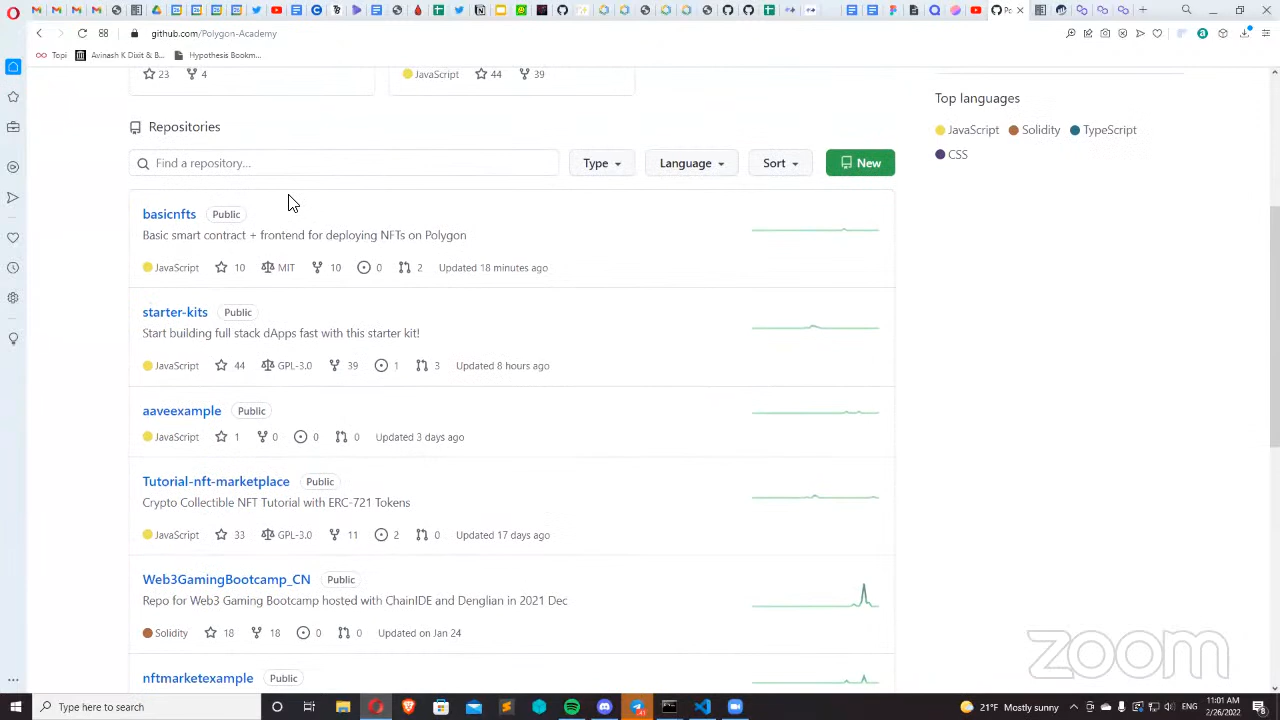 github.com/Polygon-Academy
Topi
Avinash K Dixit & B...
Hypothesis Bookm...
23 4
JavaScript 44 39
Top languages
JavaScript Solidity TypeScript
CSS
Repositories
Find a repository... Type Language Sort New
basicnfts Public
Basic smart contract + frontend for deploying NFTs on Polygon
JavaScript 10 MIT 10 0 2 Updated 18 minutes ago
starter-kits Public
Start building full stack dApps fast with this starter kit!
JavaScript 44 GPL-3.0 39 1 3 Updated 8 hours ago
aaveexample Public
JavaScript 1 0 0 0 Updated 3 days ago
Tutorial-nft-marketplace Public
Crypto Collectible NFT Tutorial with ERC-721 Tokens
JavaScript 33 GPL-3.0 11 2 0 Updated 17 days ago
Web3GamingBootcamp_CN Public
Repo for Web3 Gaming Bootcamp hosted with ChainIDE and Denglian in 2021 Dec
Solidity 18 18 0 0 Updated on Jan 24
nftmarketexample Public
zoom
Type here to search
21°F Mostly sunny
11:01 AM
2/26/2022